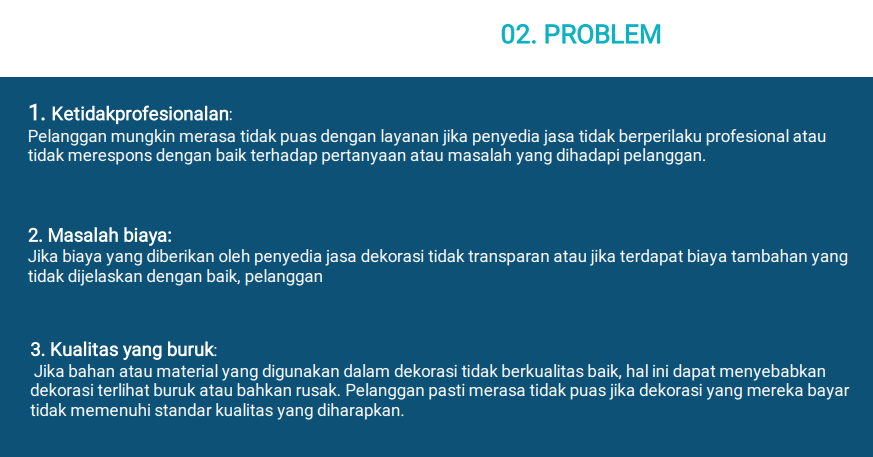 02. PROBLEM
1. Ketidakprofesionalan:
Pelanggan mungkin merasa tidak puas dengan layanan jika penyedia jasa tidak berperilaku profesional atau
tidak merespons dengan baik terhadap pertanyaan atau masalah yang dihadapi pelanggan.
2. Masalah biaya:
Jika biaya yang diberikan oleh penyedia jasa dekorasi tidak transparan atau jika terdapat biaya tambahan yang
tidak dijelaskan dengan baik, pelanggan
3. Kualitas yang buruk:
Jika bahan atau material yang digunakan dalam dekorasi tidak berkualitas baik, hal ini dapat menyebabkan
dekorasi terlihat buruk atau bahkan rusak. Pelanggan pasti merasa tidak puas jika dekorasi yang mereka bayar
tidak memenuhi standar kualitas yang diharapkan.